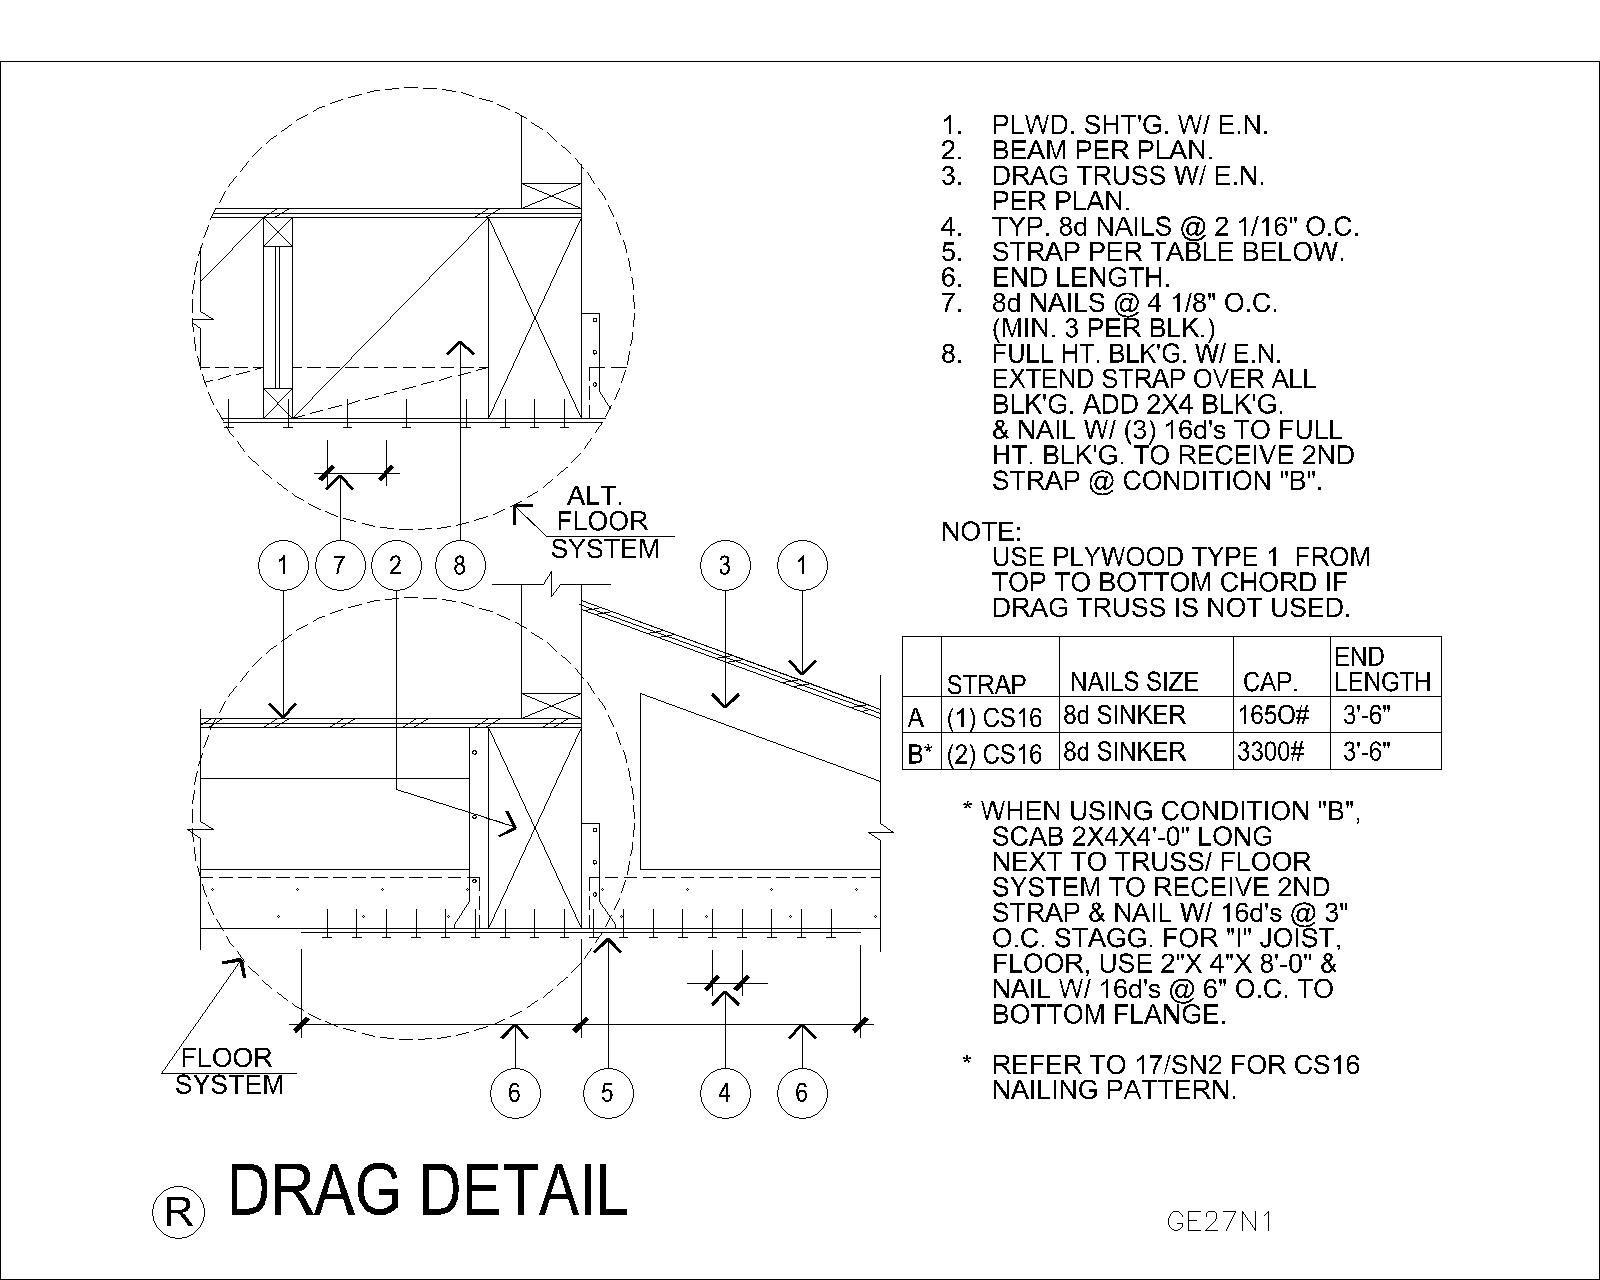 1. PLWD. SHT'G. W/ E.N.
2. BEAM PER PLAN.
3. DRAG TRUSS W/ E.N.
PER PLAN.
4. TYP. 8d NAILS @ 2 1/16" O.C.
5. STRAP PER TABLE BELOW.
6. END LENGTH.
7. 8d NAILS @ 4 1/8" O.C.
(MIN. 3 PER BLK.)
8. FULL HT. BLK'G. W/ E.N.
EXTEND STRAP OVER ALL
BLK'G. ADD 2X4 BLK'G.
& NAIL W/ (3) 16d's TO FULL
HT. BLK'G. TO RECEIVE 2ND
STRAP @ CONDITION "B".
NOTE:
USE PLYWOOD TYPE 1 FROM
TOP TO BOTTOM CHORD IF
DRAG TRUSS IS NOT USED.
ALT.
FLOOR
SYSTEM
1 7 2 8 3 1
END
STRAP NAILS SIZE CAP. LENGTH
A (1) CS16 8d SINKER 165O# 3'-6"
B* (2) CS16 8d SINKER 3300# 3'-6"
* WHEN USING CONDITION "B",
SCAB 2X4X4'-0" LONG
NEXT TO TRUSS/ FLOOR
SYSTEM TO RECEIVE 2ND
STRAP & NAIL W/ 16d's @ 3"
O.C. STAGG. FOR "I" JOIST,
FLOOR, USE 2"X 4"X 8'-0" &
NAIL W/ 16d's @ 6" O.C. TO
BOTTOM FLANGE.
* REFER TO 17/SN2 FOR CS16
NAILING PATTERN.
FLOOR
SYSTEM
6 5 4 6
R DRAG DETAIL
GE27N1